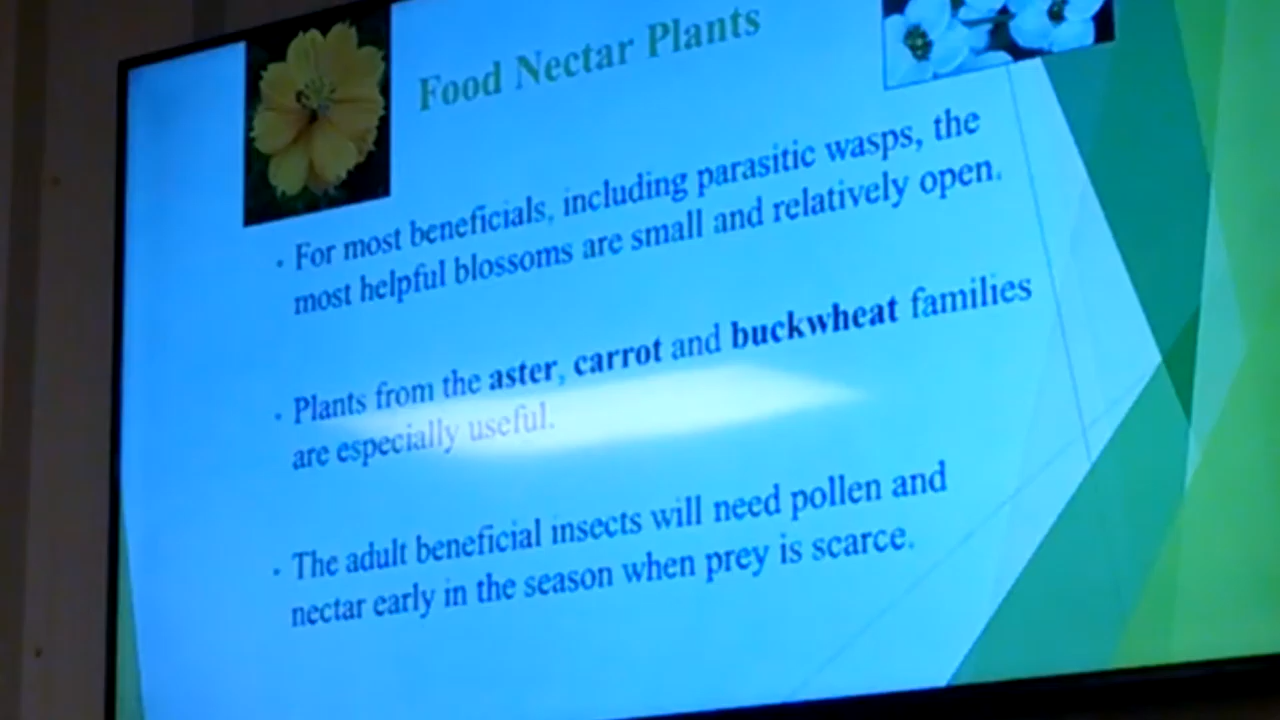 Food Nectar Plants
• For most beneficials, including parasitic wasps, the
most helpful blossoms are small and relatively open.
• Plants from the aster, carrot and buckwheat families
are especially useful.
• The adult beneficial insects will need pollen and
nectar early in the season when prey is scarce.